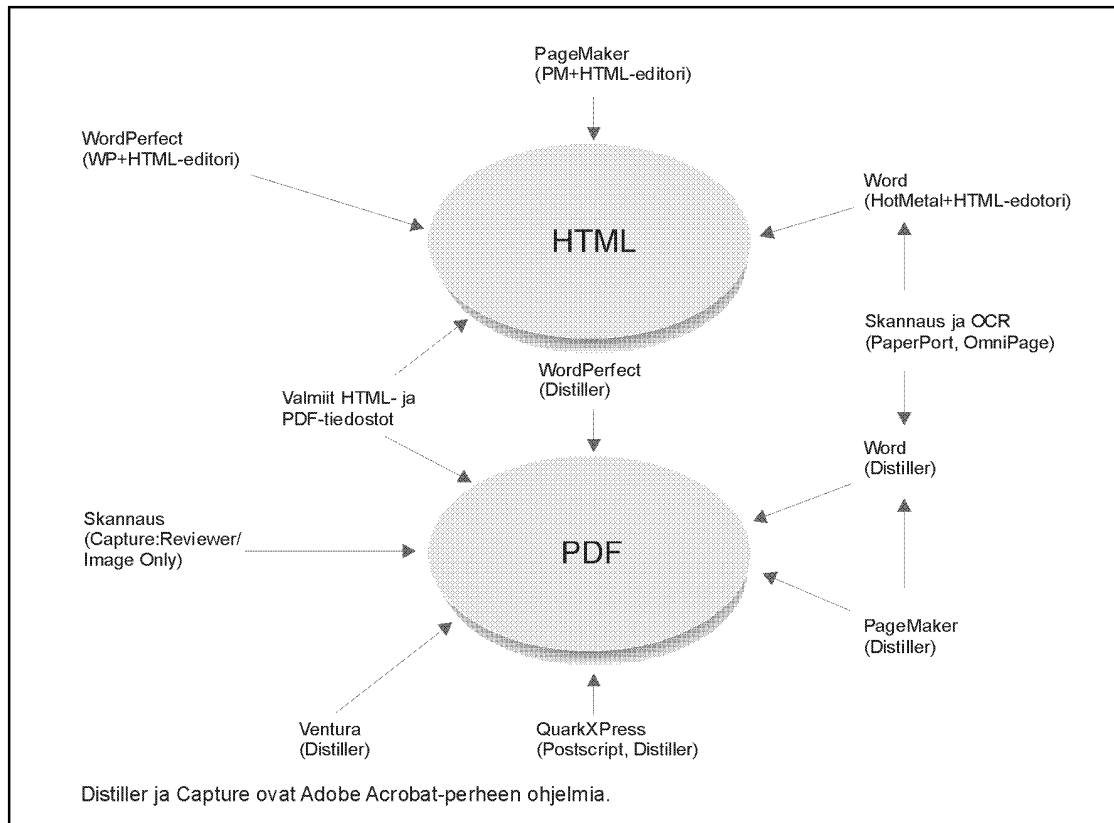 PageMaker
(PM+HTML-editori)
WordPerfect
(WP+HTML-editori)
Word
(HotMetal+HTML-edotori)
HTML
Skannaus ja OCR
(PaperPort, OmniPage)
WordPerfect
(Distiller)
Valmiit HTML- ja
PDF-tiedostot
Word
(Distiller)
Skannaus
(Capture:Reviewer/
Image Only)
PDF
PageMaker
(Distiller)
Ventura
(Distiller)
QuarkXPress
(Postscript, Distiller)
Distiller ja Capture ovat Adobe Acrobat-perheen ohjelmia.